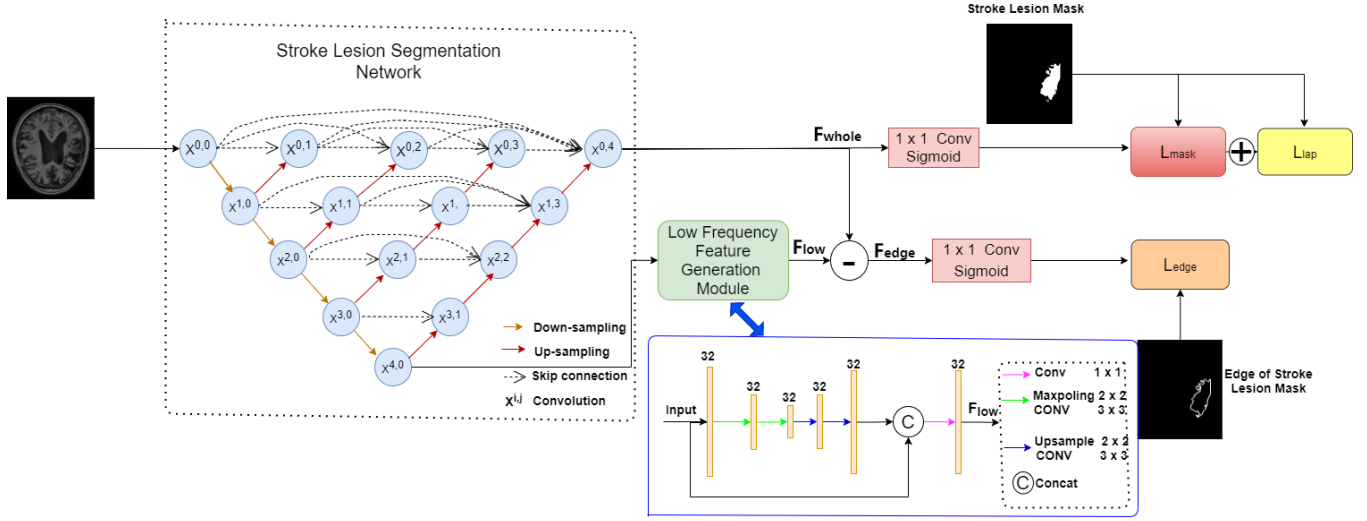 Stroke Lesion Mask
Stroke Lesion Segmentation
Network
X0,0
X0,1
X0,2
X0,3
X0,4
X1,0
X1,1
X1,
X1,3
X2,0
X2,1
X2,2
X3,0
X3,1
X4,0
Down-sampling
Up-sampling
Skip connection
Xi,j Convolution
Fwhole
1 x 1 Conv
Sigmoid
Lmask
+
Llap
Low Frequency
Feature
Generation
Module
Flow
-
Fedge
1 x 1 Conv
Sigmoid
Ledge
Edge of Stroke
Lesion Mask
Input
32
32
32
32
32
C
32
Flow
Conv 1 x 1
Maxpoling 2 x 2
CONV 3 x 3
Upsample 2 x 2
CONV 3 x 3
C Concat